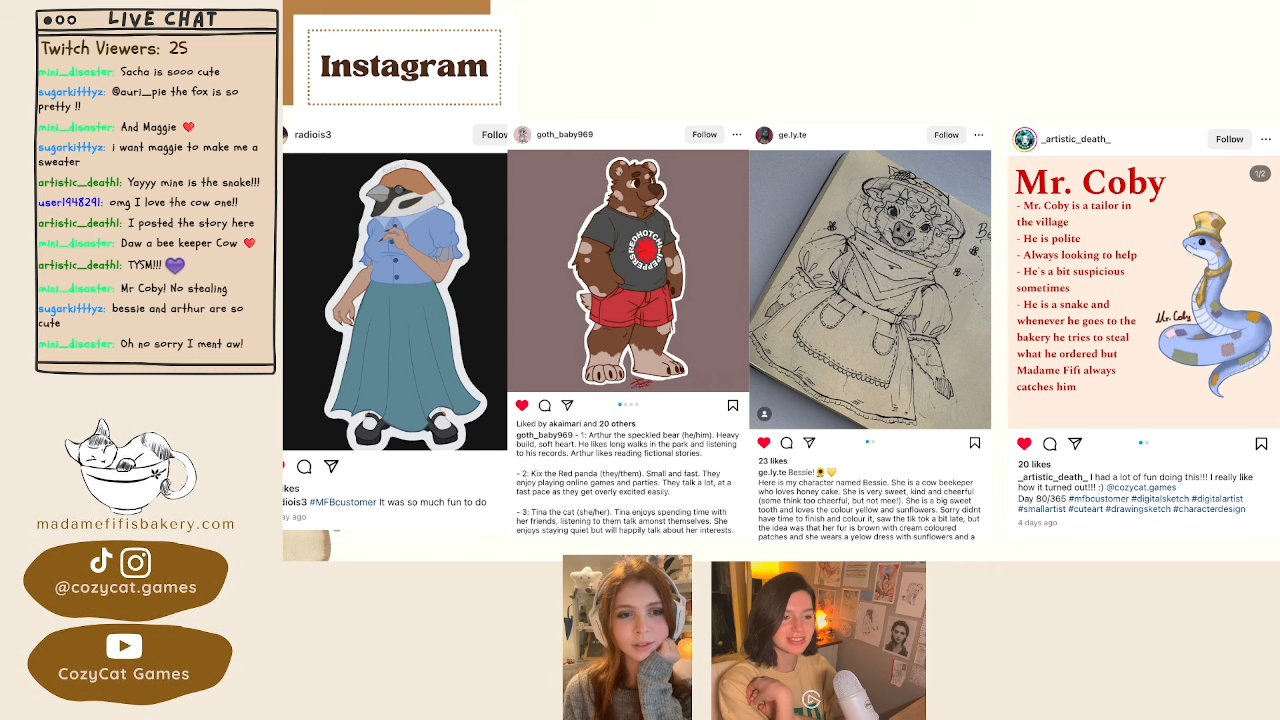 LIVE CHAT
Twitch Viewers: 25
mini_disaster: Sacha is sooo cute
sugarkitttyz: @auri_pie the fox is so
pretty !!
mini_disaster: And Maggie ❤️
sugarkitttyz: i want maggie to make me a
sweater
artistic_death1: Yayyy mine is the snake!!!
user1948291: omg I love the cow one!!
artistic_death1: I posted the story here
mini_disaster: Daw a bee keeper Cow ❤️
artistic_death1: TYSM!!! 💜
mini_disaster: Mr Coby! No stealing
sugarkitttyz: bessie and arthur are so
cute
mini_disaster: Oh no sorry I ment aw!
madamefifisbakery.com
@cozycat.games
CozyCat Games
Instagram
radiois3
Follow
#MFBcustomer It was so much fun to do
goth_baby969
Follow
RED HOT CHILI PEPPERS
Liked by akaimari and 20 others
goth_baby969 - 1: Arthur the speckled bear (he/him). Heavy
build, soft heart. He likes long walks in the park and listening
to his records. Arthur likes reading fictional stories.
- 2: Kix the Red panda (they/them). Small and fast. They
enjoy playing online games and parties. They talk a lot, at a
fast pace as they get overly excited easily.
- 3: Tina the cat (she/her). Tina enjoys spending time with
her friends, listening to them talk amongst themselves. She
enjoys staying quiet but will happily talk about her interests.
ge.ly.te
Follow
23 likes
ge.ly.te Bessie! 🌻💛
Here is my character named Bessie. She is a cow beekeper
who loves honey cake. She is very sweet, kind and cheerful
(some think too cheerful, but not mee!). She is a big sweet
tooth and loves the colour yellow and sunflowers. Sorry didnt
have time to finish and colour it, saw the tik tok a bit late, but
the idea was that her fur is brown with cream coloured
patches and she wears a yelow dress with sunflowers and a
_artistic_death_
Follow
1/2
Mr. Coby
- Mr. Coby is a tailor in
the village
- He is polite
- Always looking to help
- He's a bit suspicious
sometimes
- He is a snake and
whenever he goes to the
bakery he tries to steal
what he ordered but
Madame Fifi always
catches him
Mr. Coby
20 likes
_artistic_death_ I had a lot of fun doing this!!! I really like
how it turned out!!! :) @cozycat.games
Day 80/365 #mfbcustomer #digitalsketch #digitalartist
#smallartist #cuteart #drawingsketch #characterdesign
4 days ago